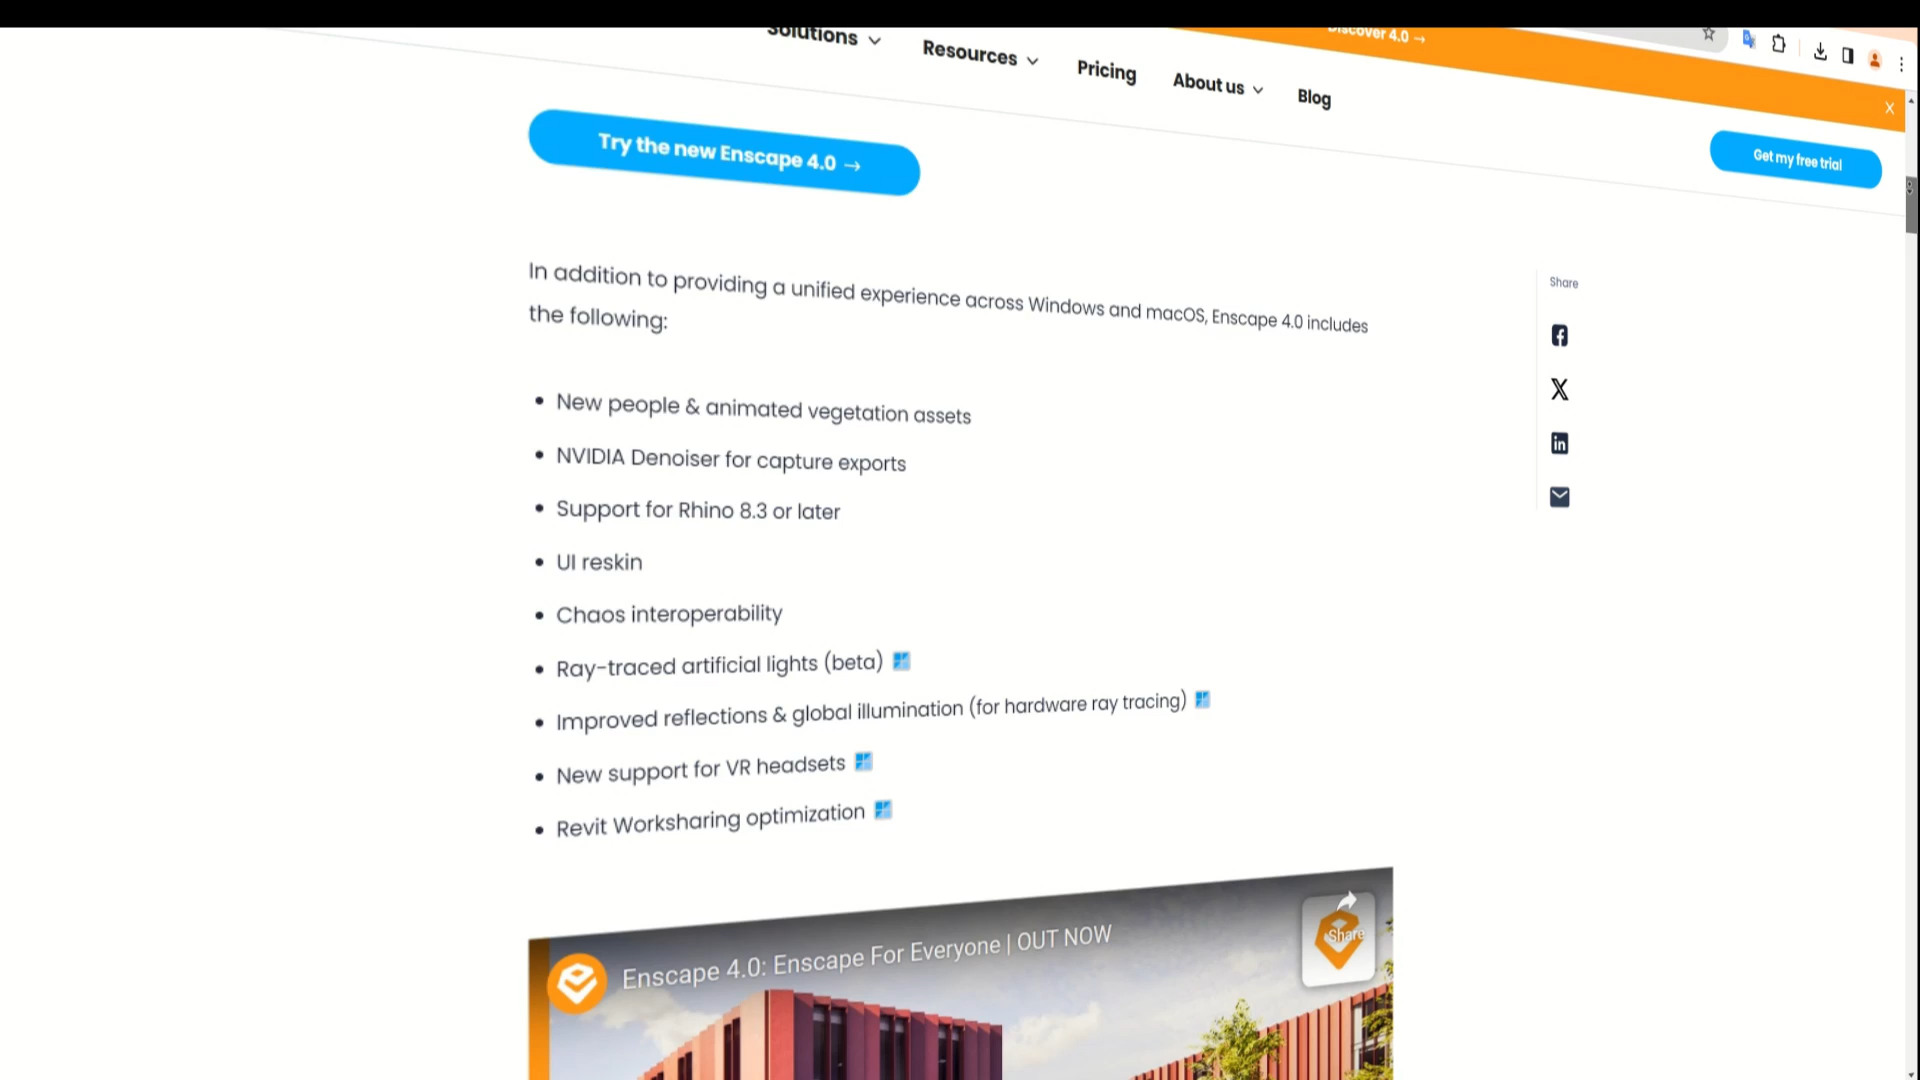 Solutions
Resources
Pricing
About us
Blog
Discover 4.0 →
X
Get my free trial
Try the new Enscape 4.0 →
In addition to providing a unified experience across Windows and macOS, Enscape 4.0 includes
the following:
Share
• New people & animated vegetation assets
• NVIDIA Denoiser for capture exports
• Support for Rhino 8.3 or later
• UI reskin
• Chaos interoperability
• Ray-traced artificial lights (beta)
• Improved reflections & global illumination (for hardware ray tracing)
• New support for VR headsets
• Revit Worksharing optimization
Enscape 4.0: Enscape For Everyone | OUT NOW
Share